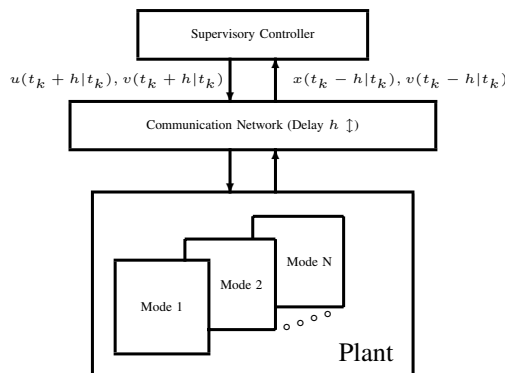 Supervisory Controller
u(t_k + h|t_k), v(t_k + h|t_k) x(t_k − h|t_k), v(t_k − h|t_k)
Communication Network (Delay h ↕)
Mode N
Mode 2
Mode 1
Plant